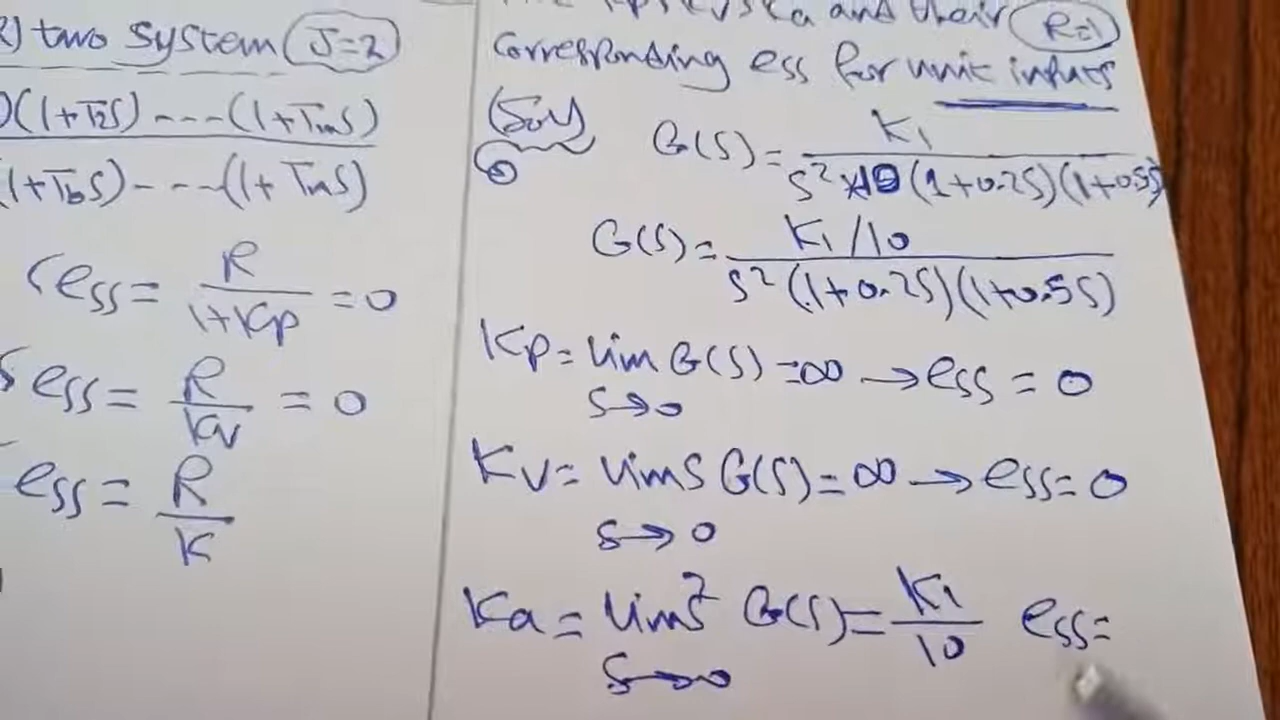 two system J=2
)(1+T2S) ---- (1+TmS)
(1+TbS) - - -- (1+TnS)
ess = R / 1+Kp = 0
ess = R / Kv = 0
ess = R / K
and their R=1
corresponding ess for unit inputs
(Sol)
G(S) = K1 / S² x10 (1+0.2S)(1+0.5S)
G(S) = K1/10 / S² (1+0.2S)(1+0.5S)
Kp = lim G(S) = ∞ → ess = 0
S→0
Kv = lim S G(S) = ∞ → ess = 0
S→0
Ka = lim S² G(S) = K1 / 10 ess =
S→0